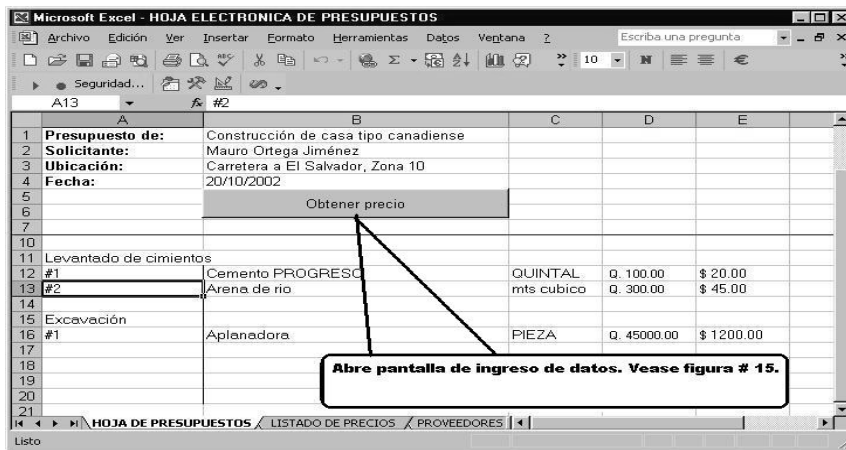 Microsoft Excel - HOJA ELECTRONICA DE PRESUPUESTOS
Archivo Edición Ver Insertar Formato Herramientas Datos Ventana ? Escriba una pregunta
10 N €
Seguridad...
A13 fx #2
A B C D E
1 Presupuesto de: Construcción de casa tipo canadiense
2 Solicitante: Mauro Ortega Jiménez
3 Ubicación: Carretera a El Salvador, Zona 10
4 Fecha: 20/10/2002
5
Obtener precio
6
7
10
11 Levantado de cimientos
12 #1 Cemento PROGRESO QUINTAL Q. 100.00 $ 20.00
13 #2 Arena de rio mts cubico Q. 300.00 $ 45.00
14
15 Excavación
16 #1 Aplanadora PIEZA Q. 45000.00 $ 1200.00
17
18 Abre pantalla de ingreso de datos. Vease figura # 15.
19
20
21
HOJA DE PRESUPUESTOS LISTADO DE PRECIOS PROVEEDORES
Listo